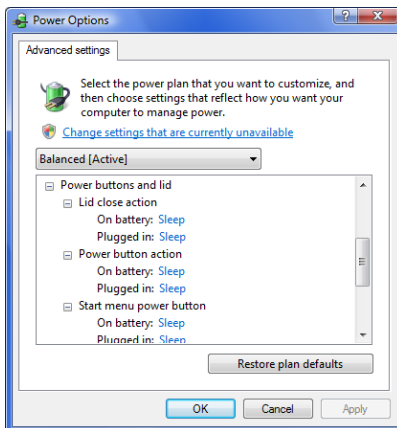 Power Options
Advanced settings
Select the power plan that you want to customize, and
then choose settings that reflect how you want your
computer to manage power.
Change settings that are currently unavailable
Balanced [Active]
Power buttons and lid
Lid close action
On battery: Sleep
Plugged in: Sleep
Power button action
On battery: Sleep
Plugged in: Sleep
Start menu power button
On battery: Sleep
Plugged in: Sleep
Restore plan defaults
OK Cancel Apply